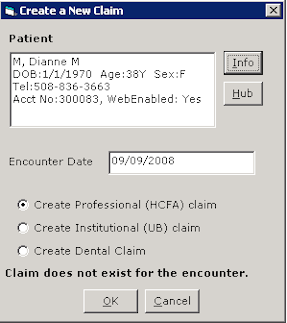 Create a New Claim
Patient
M, Dianne M
DOB:1/1/1970 Age:38Y Sex:F
Tel:508-836-3663
Acct No:300083, WebEnabled: Yes
Info
Hub
Encounter Date 09/09/2008
Create Professional (HCFA) claim
Create Institutional (UB) claim
Create Dental Claim
Claim does not exist for the encounter.
OK Cancel